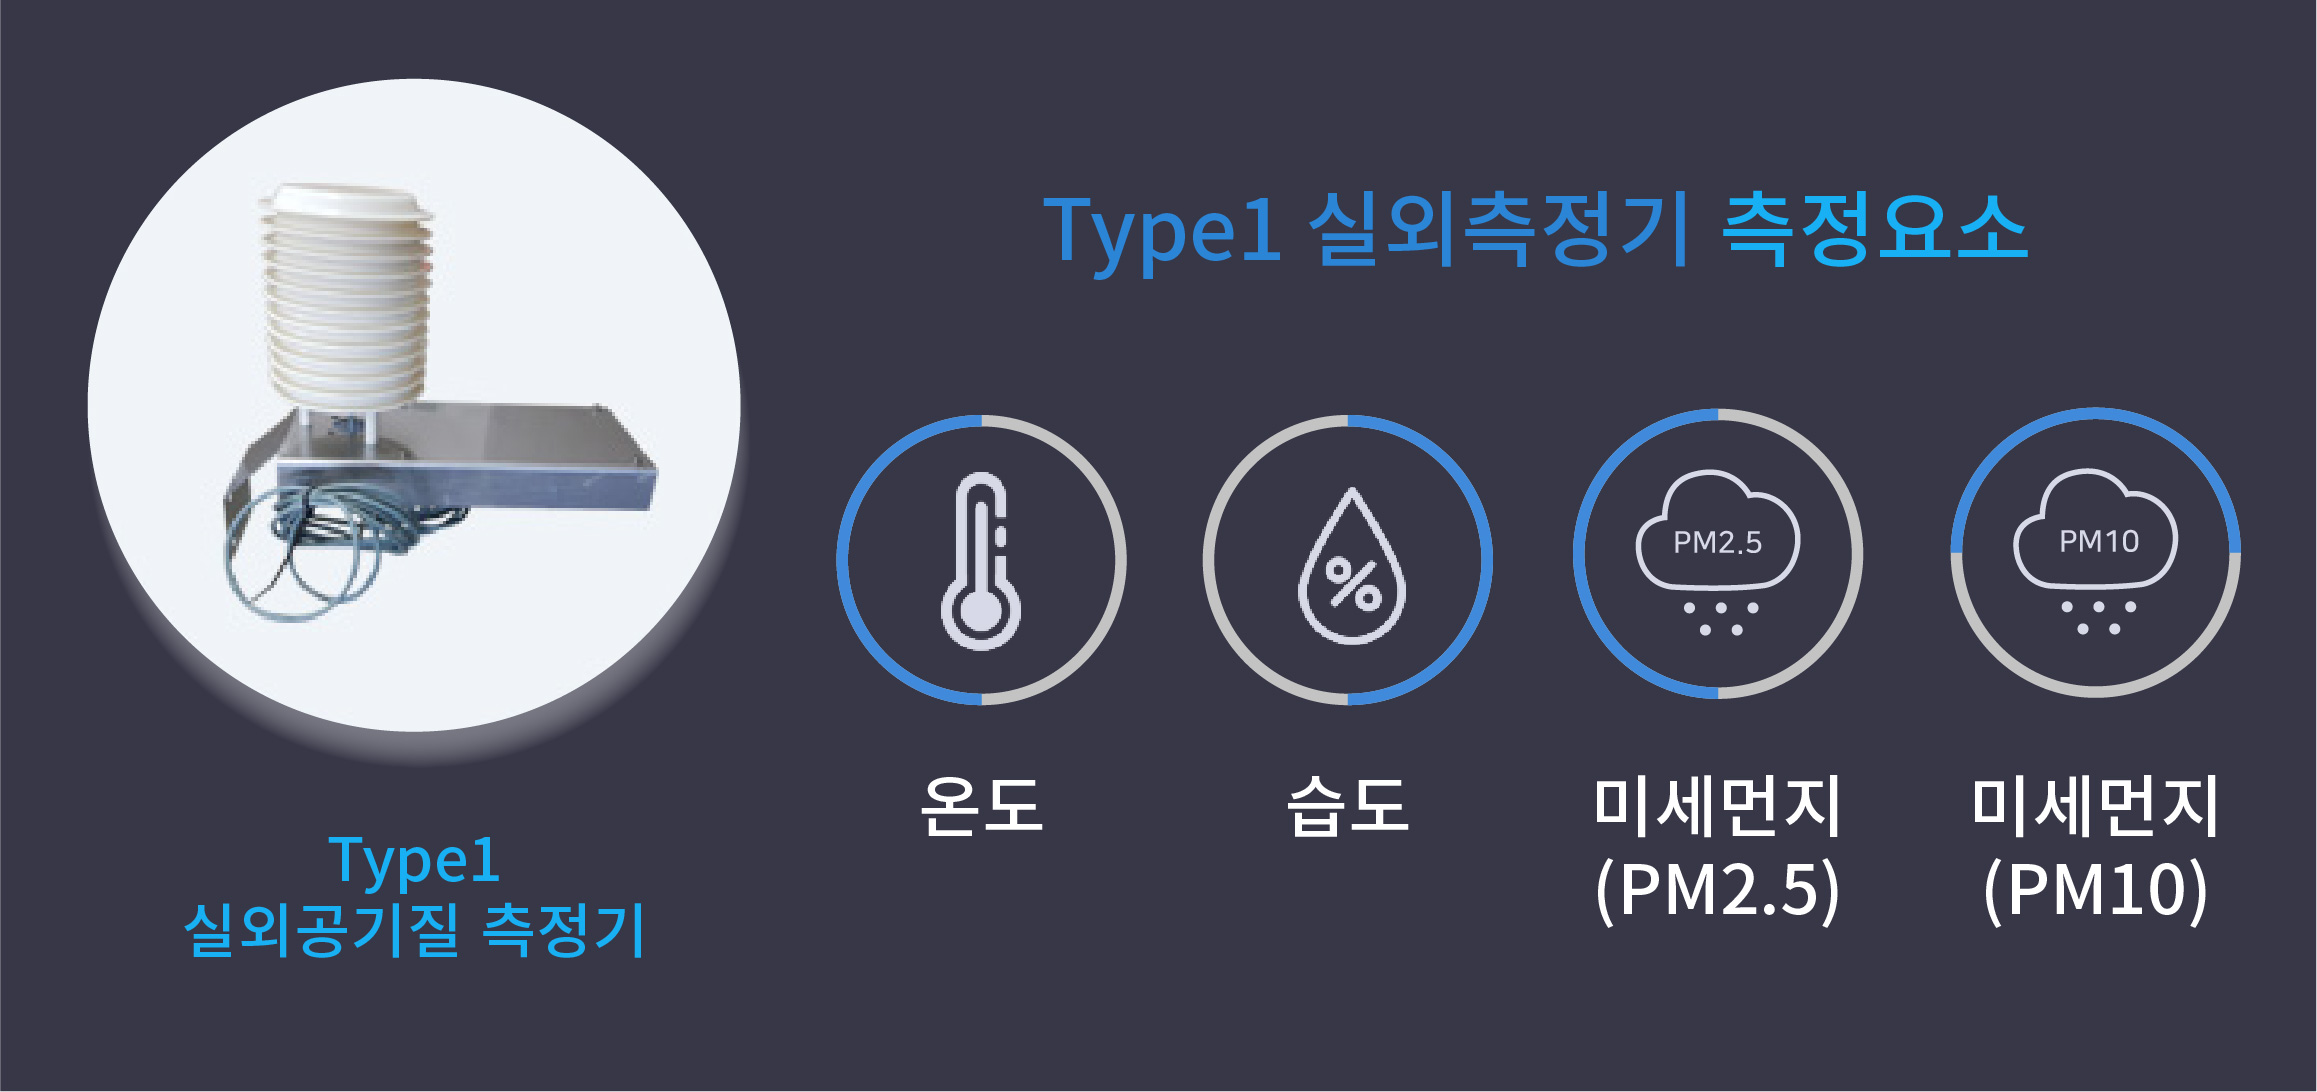 Type1 실외측정기 측정요소
PM2.5
PM10
온도
습도
미세먼지
(PM2.5)
미세먼지
(PM10)
Type1
실외공기질 측정기